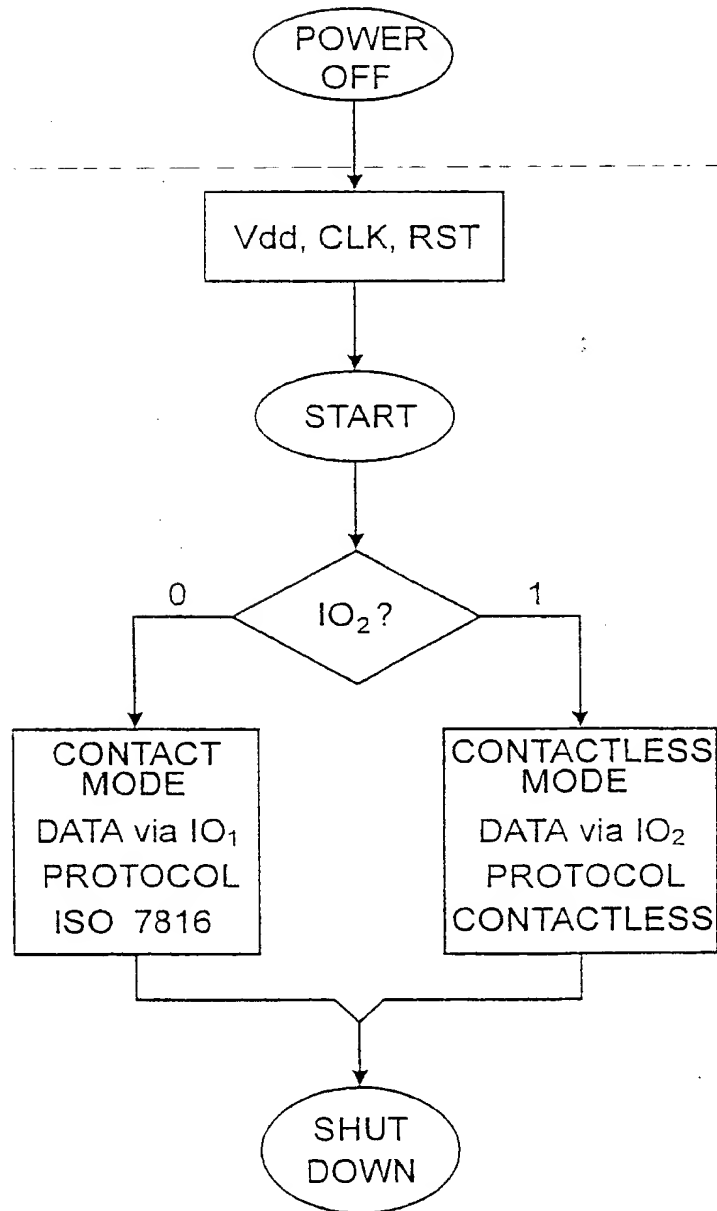 POWER
OFF
Vdd, CLK, RST
START
0
IO₂?
1
CONTACT
MODE
DATA via IO₁
PROTOCOL
ISO 7816
CONTACTLESS
MODE
DATA via IO₂
PROTOCOL
CONTACTLESS
SHUT
DOWN